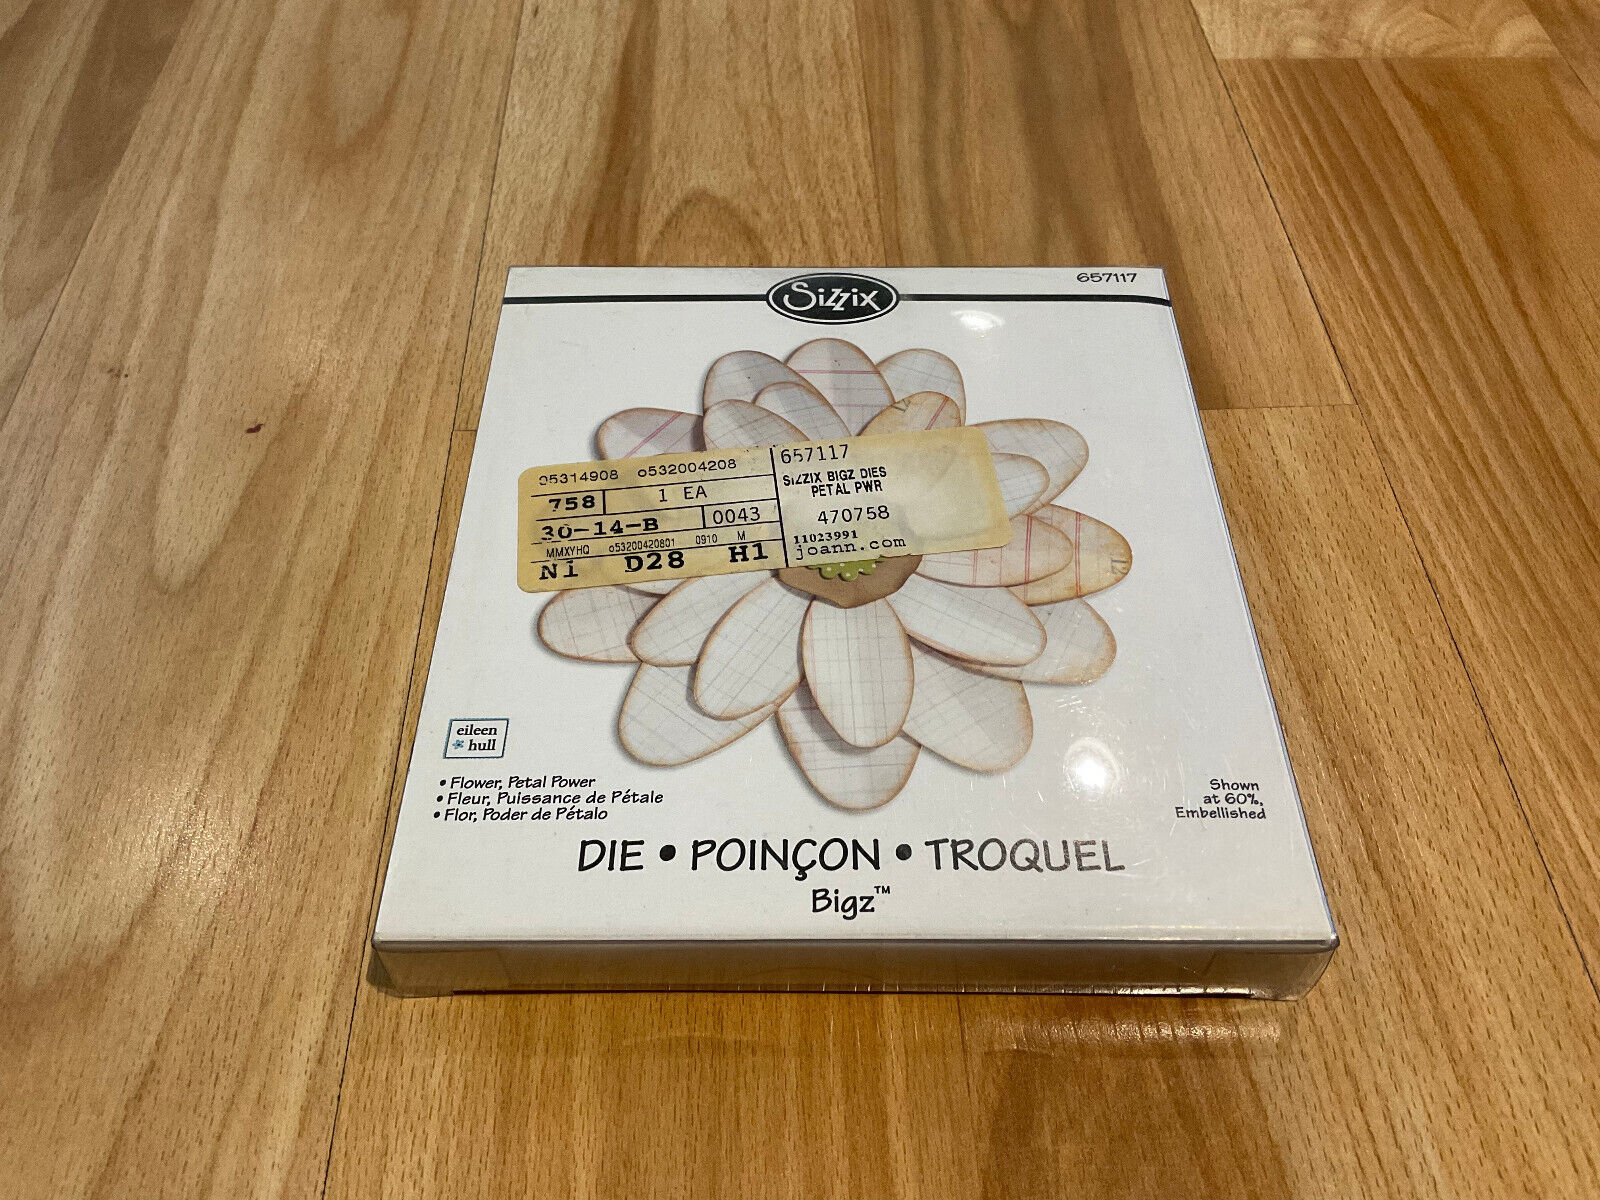 657117
Sizzix
05314908 o532004208
758 1 EA
30-14-B 0043
MMXYHQ o53200420801 0910 M
N1 D28 H1
657117
SIZZIX BIGZ DIES
PETAL PWR
470758
11023991
joann.com
eileen
hull
• Flower, Petal Power
• Fleur, Puissance de Pétale
• Flor, Poder de Pétalo
Shown
at 60%,
Embellished
DIE • POINÇON • TROQUEL
Bigz™